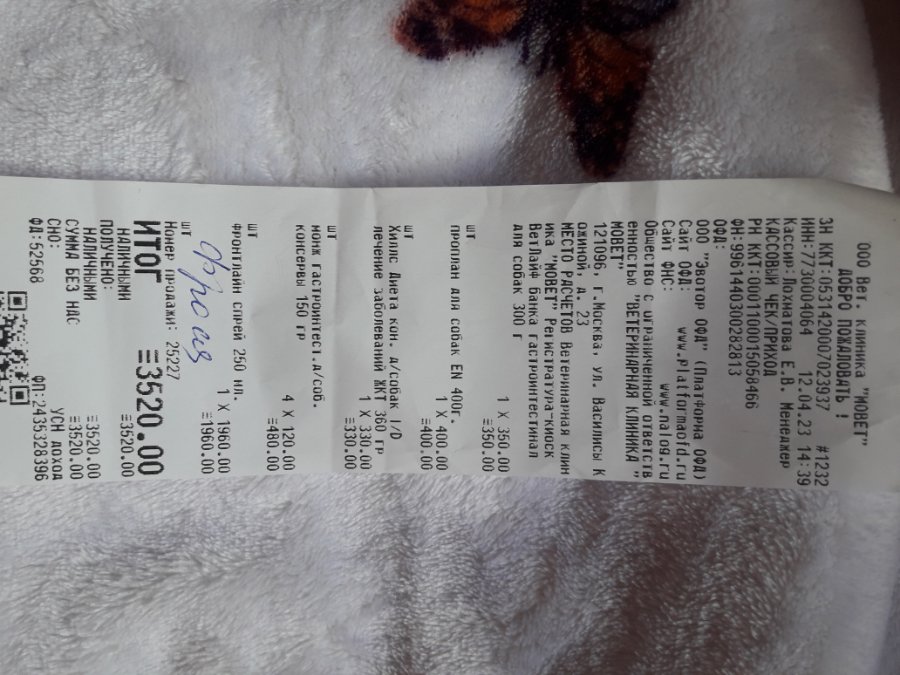 ООО Вет. клиника "МОВЕТ"
ДОБРО ПОЖАЛОВАТЬ !
ЗН ККТ:05314200702937 #1232
ИНН:7730004064 12.04.23 14:39
Кассир:Лохматова Е.В. Менеджер
КАССОВЫЙ ЧЕК/ПРИХОД
РН ККТ:0001100015058466
ФН:9961440300282813
ОФД:
ООО "Эвотор ОФД" (Платформа ОФД)
Сайт ОФД: www.platformaofd.ru
Сайт ФНС: www.nalog.ru
Общество с ограниченной ответств
енностью "ВЕТЕРИНАРНАЯ КЛИНИКА "
МОВЕТ"
121096, г.Москва, ул. Василисы К
ожиной, д. 23
МЕСТО РАСЧЕТОВ Ветеринарная клин
ика "МОВЕТ" Регистратура-киоск
ВетЛайф банка гастроинтестинал
для собак 300 г
1 X 350.00
шт ≡350.00
проплан для собак EN 400г.
1 X 400.00
шт ≡400.00
Хиллс Диета кон. д/собак I/D
лечение заболеваний ЖКТ 360 гр
1 X 330.00
шт ≡330.00
монж гастроинтест.д/соб.
консервы 150 гр
4 X 120.00
шт ≡480.00
фронтлайн спрей 250 мл.
1 X 1960.00
шт ≡1960.00
Номер продажи: 25227
ИТОГ ≡3520.00
НАЛИЧНЫМИ ≡3520.00
ПОЛУЧЕНО:
НАЛИЧНЫМИ ≡3520.00
СУММА БЕЗ НДС ≡3520.00
СНО: УСН ДОХОД
ФД:52568 ФП:2435328396